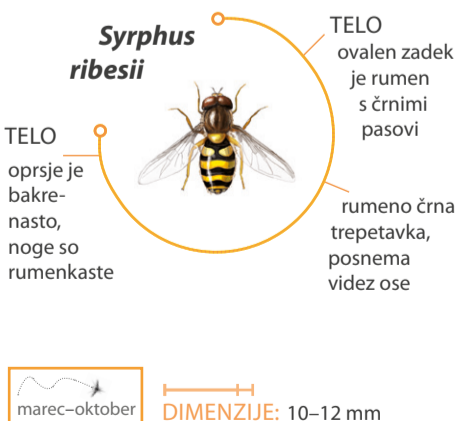 Syrphus
ribesii
TELO
ovalen zadek
je rumen
s črnimi
pasovi
TELO
oprsje je
bakre-
nasto,
noge so
rumenkaste
rumeno črna
trepetavka,
posnema
videz ose
marec–oktober
DIMENZIJE: 10–12 mm